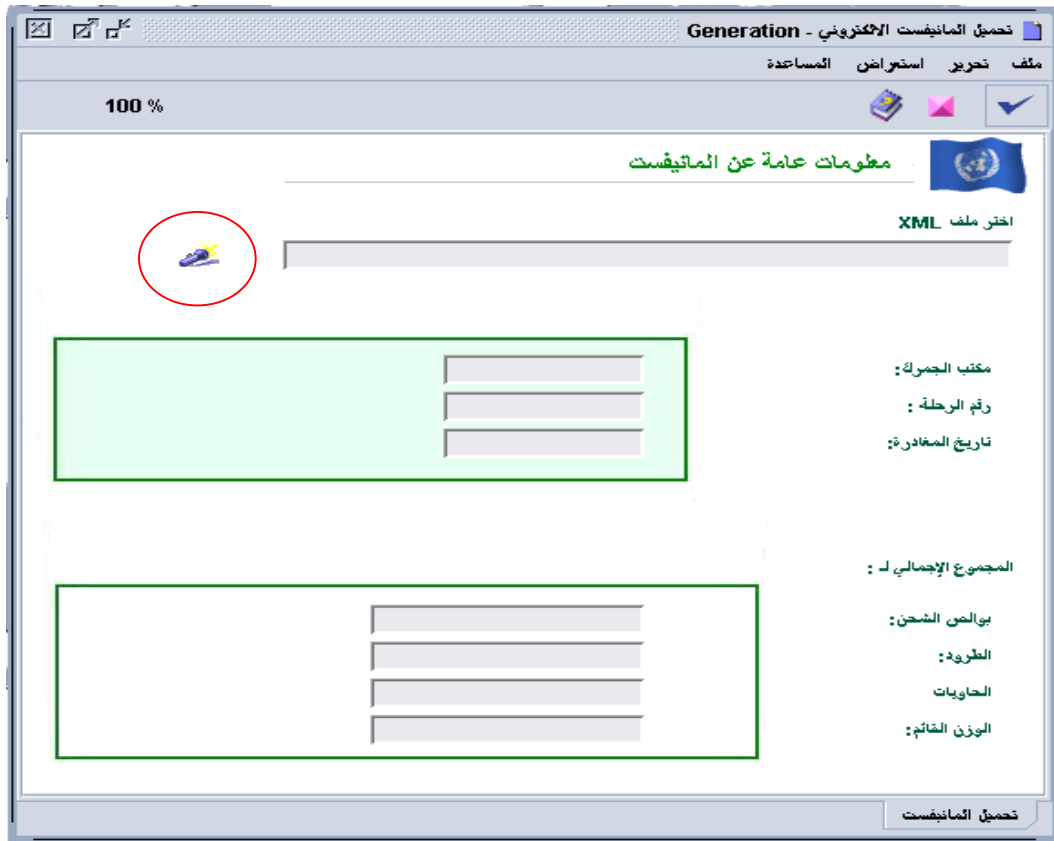 تحميل المانيفست الالكتروني - Generation
ملف تحرير استعراض المساعدة
100 %
معلومات عامة عن المانيفست
اختر ملف XML
مكتب الجمرك:
رقم الرحلة :
تاريخ المغادرة:
المجموع الإجمالي لـ :
بوالص الشحن:
الطرود:
الحاويات
الوزن القائم:
تحميل المانيفست